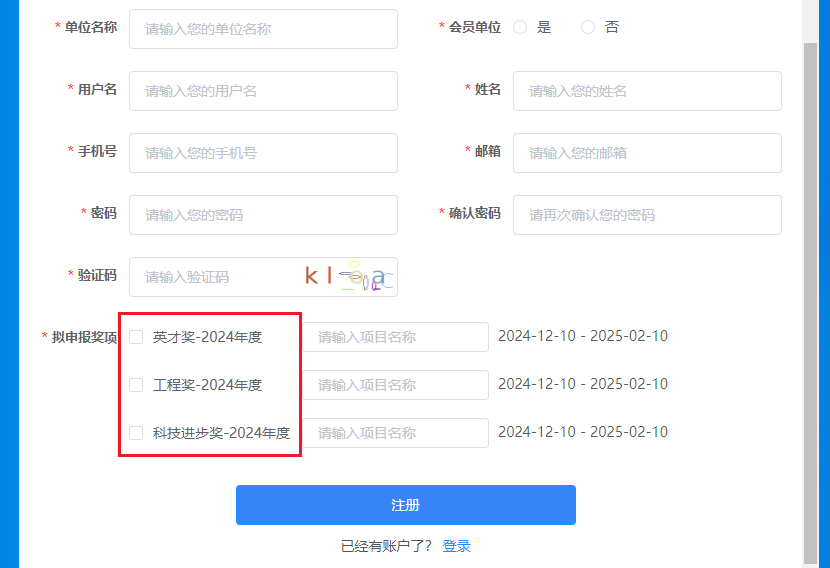 * 单位名称 请输入您的单位名称 * 会员单位 是 否
* 用户名 请输入您的用户名 * 姓名 请输入您的姓名
* 手机号 请输入您的手机号 * 邮箱 请输入您的邮箱
* 密码 请输入您的密码 * 确认密码 请再次确认您的密码
* 验证码 请输入验证码
* 拟申报奖项 英才奖-2024年度 请输入项目名称 2024-12-10 - 2025-02-10
工程奖-2024年度 请输入项目名称 2024-12-10 - 2025-02-10
科技进步奖-2024年度 请输入项目名称 2024-12-10 - 2025-02-10
注册
已经有账户了？ 登录